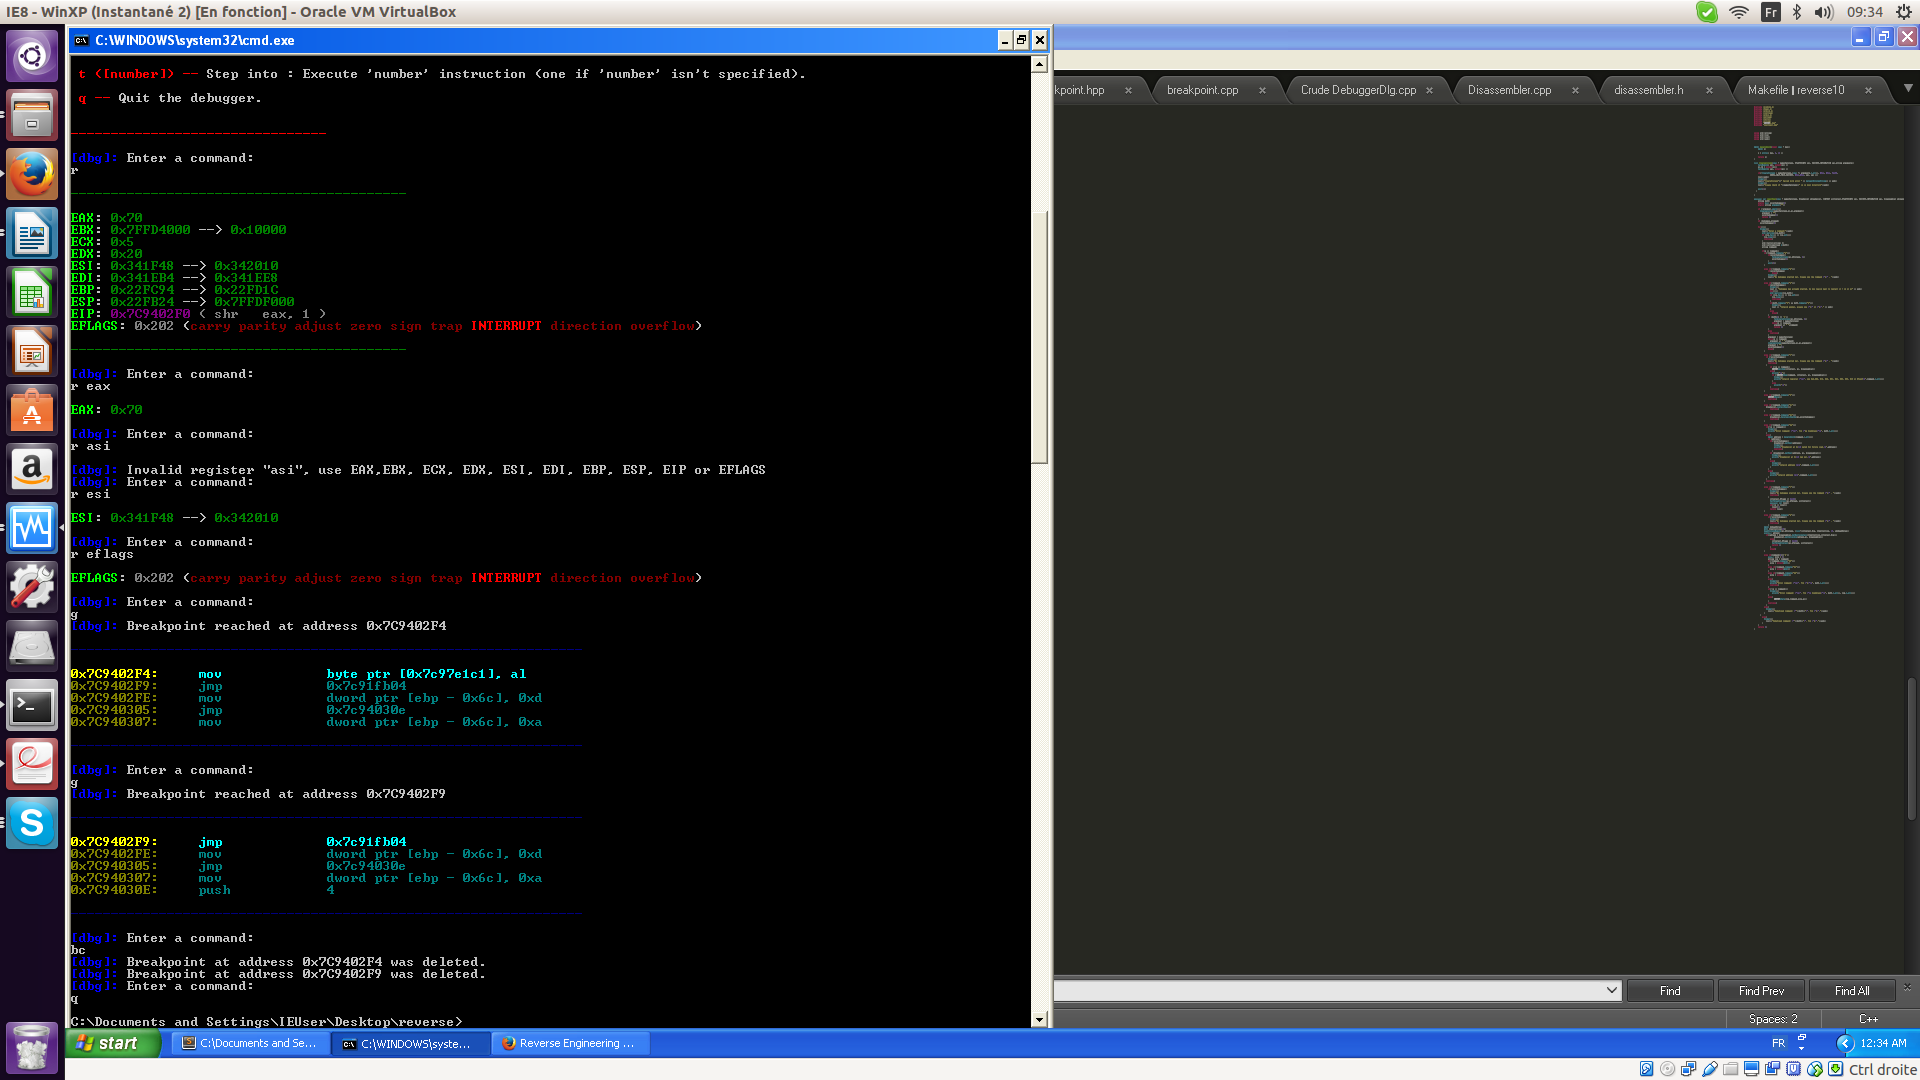 IE8 - WinXP (Instantané 2) [En fonction] - Oracle VM VirtualBox
Fr
09:34
C:\WINDOWS\system32\cmd.exe
t ([number]) -- Step into : Execute 'number' instruction (one if 'number' isn't specified).
q -- Quit the debugger.
[dbg]: Enter a command:
r
EAX: 0x70
EBX: 0x7FFD4000 --> 0x10000
ECX: 0x5
EDX: 0x20
ESI: 0x341F48 --> 0x342010
EDI: 0x341EB4 --> 0x341EE8
EBP: 0x22FC94 --> 0x22FD1C
ESP: 0x22FB24 --> 0x7FFDF000
EIP: 0x7C9402F0 ( shr eax, 1 )
EFLAGS: 0x202 (carry parity adjust zero sign trap INTERRUPT direction overflow)
[dbg]: Enter a command:
r eax
EAX: 0x70
[dbg]: Enter a command:
r asi
[dbg]: Invalid register "asi", use EAX,EBX, ECX, EDX, ESI, EDI, EBP, ESP, EIP or EFLAGS
[dbg]: Enter a command:
r esi
ESI: 0x341F48 --> 0x342010
[dbg]: Enter a command:
r eflags
EFLAGS: 0x202 (carry parity adjust zero sign trap INTERRUPT direction overflow)
[dbg]: Enter a command:
g
[dbg]: Breakpoint reached at address 0x7C9402F4
0x7C9402F4: mov byte ptr [0x7c97e1c1], al
0x7C9402F9: jmp 0x7c91fb04
0x7C9402FE: mov dword ptr [ebp - 0x6c], 0xd
0x7C940305: jmp 0x7c94030e
0x7C940307: mov dword ptr [ebp - 0x6c], 0xa
[dbg]: Enter a command:
g
[dbg]: Breakpoint reached at address 0x7C9402F9
0x7C9402F9: jmp 0x7c91fb04
0x7C9402FE: mov dword ptr [ebp - 0x6c], 0xd
0x7C940305: jmp 0x7c94030e
0x7C940307: mov dword ptr [ebp - 0x6c], 0xa
0x7C94030E: push 4
[dbg]: Enter a command:
bc
[dbg]: Breakpoint at address 0x7C9402F4 was deleted.
[dbg]: Breakpoint at address 0x7C9402F9 was deleted.
[dbg]: Enter a command:
q
C:\Documents and Settings\IEUser\Desktop\reverse>
kpoint.hpp
breakpoint.cpp
Crude DebuggerDlg.cpp
Disassembler.cpp
disassembler.h
Makefile | reverse10
Find
Find Prev
Find All
Spaces: 2
C++
start
C:\Documents and Se...
C:\WINDOWS\syste...
Reverse Engineering ...
FR
12:34 AM
Ctrl droite